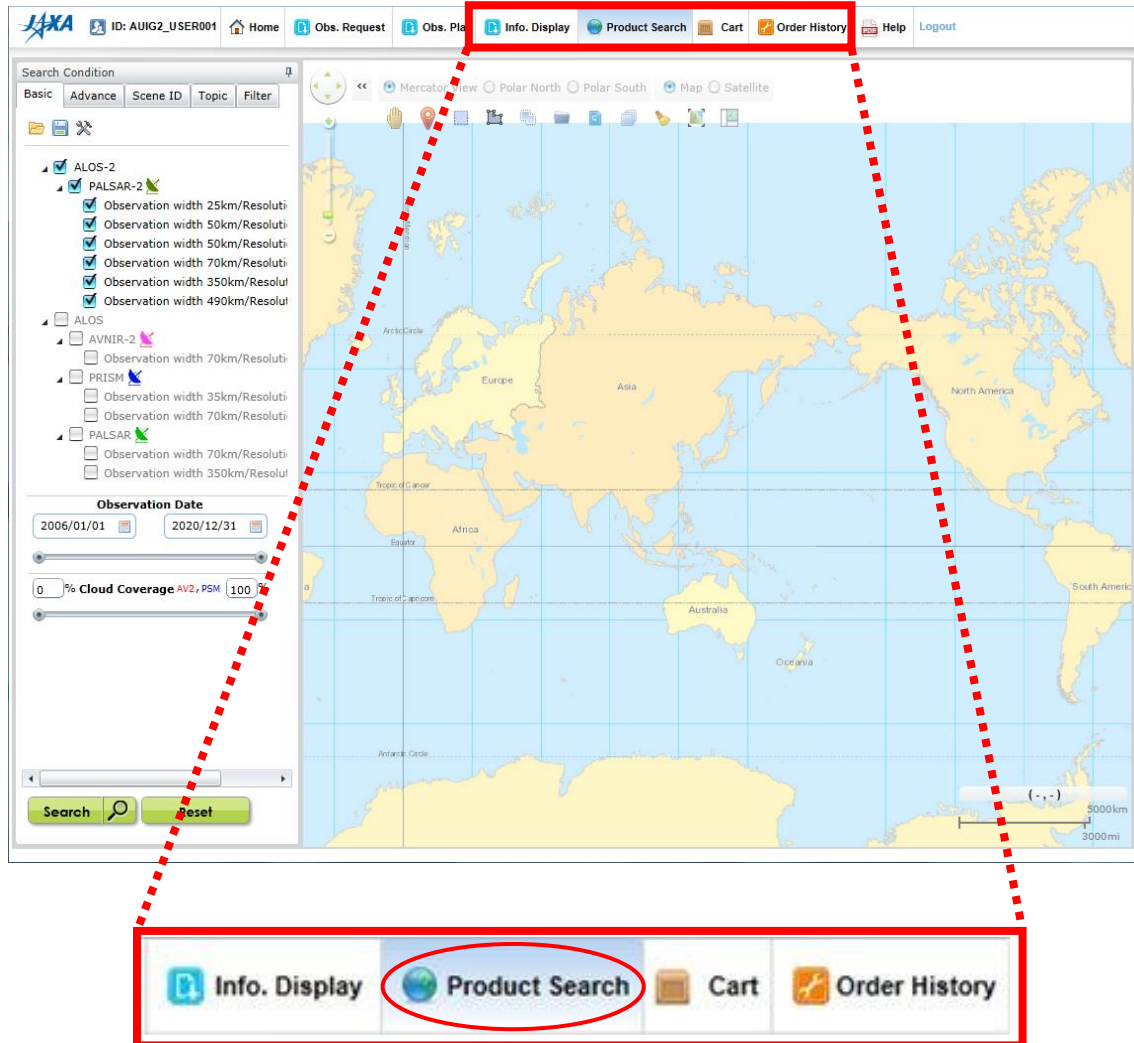 JAXA ID: AUIG2_USER001 Home Obs. Request Obs. Pla Info. Display Product Search Cart Order History PDF Help Logout
Search Condition
Basic Advance Scene ID Topic Filter
ALOS-2
PALSAR-2
Observation width 25km/Resoluti
Observation width 50km/Resoluti
Observation width 50km/Resoluti
Observation width 70km/Resoluti
Observation width 350km/Resolut
Observation width 490km/Resolut
ALOS
AVNIR-2
Observation width 70km/Resoluti
PRISM
Observation width 35km/Resoluti
Observation width 70km/Resoluti
PALSAR
Observation width 70km/Resoluti
Observation width 350km/Resolut
Observation Date
2006/01/01 2020/12/31
0 % Cloud Coverage AV2, PSM 100 %
Search Reset
<< Mercator View Polar North Polar South Map Satellite
Arctic Circle
Europe
Asia
North America
Tropic of Cancer
Africa
Equator
South Americ
Tropic of Capricorn
Australia
Oceania
Antarctic Circle
(-,-)
5000km
3000mi
Info. Display Product Search Cart Order History